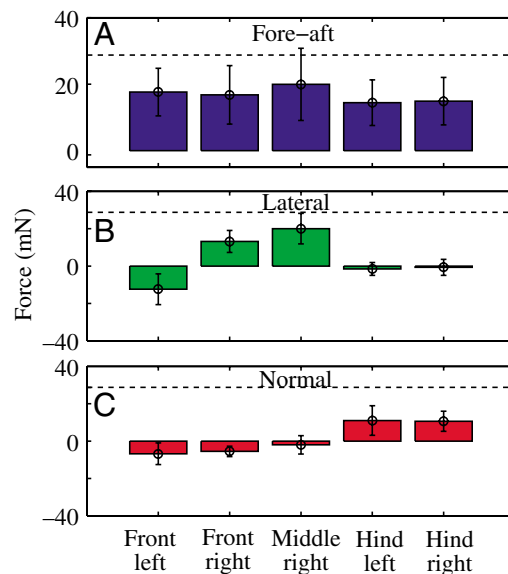 A
Fore−aft
40
20
0
B
Lateral
40
0
−40
C
Normal
40
0
−40
Force (mN)
Front left
Front right
Middle right
Hind left
Hind right